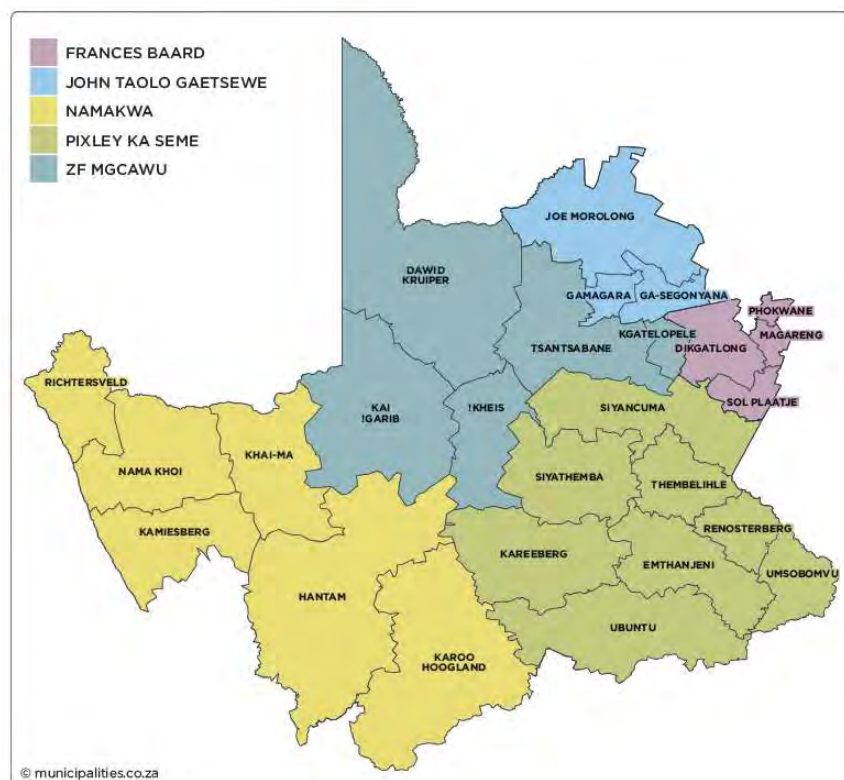 FRANCES BAARD
JOHN TAOLO GAETSEWE
NAMAKWA
PIXLEY KA SEME
ZF MGCAWU
JOE MOROLONG
DAWID
KRUIPER
GAMAGARA
GA-SEGONYANA
PHOKWANE
KGATELOPELE
MAGARENG
TSANTSABANE
DIKGATLONG
RICHTERSVELD
KAI
!GARIB
!KHEIS
SIYANCUMA
SOL PLAATJE
KHAI-MA
NAMA KHOI
SIYATHEMBA
THEMBELIHLE
KAMIESBERG
RENOSTERBERG
KAREEBERG
EMTHANJENI
UMSOBOMVU
HANTAM
UBUNTU
KAROO
HOOGLAND
© municipalities.co.za